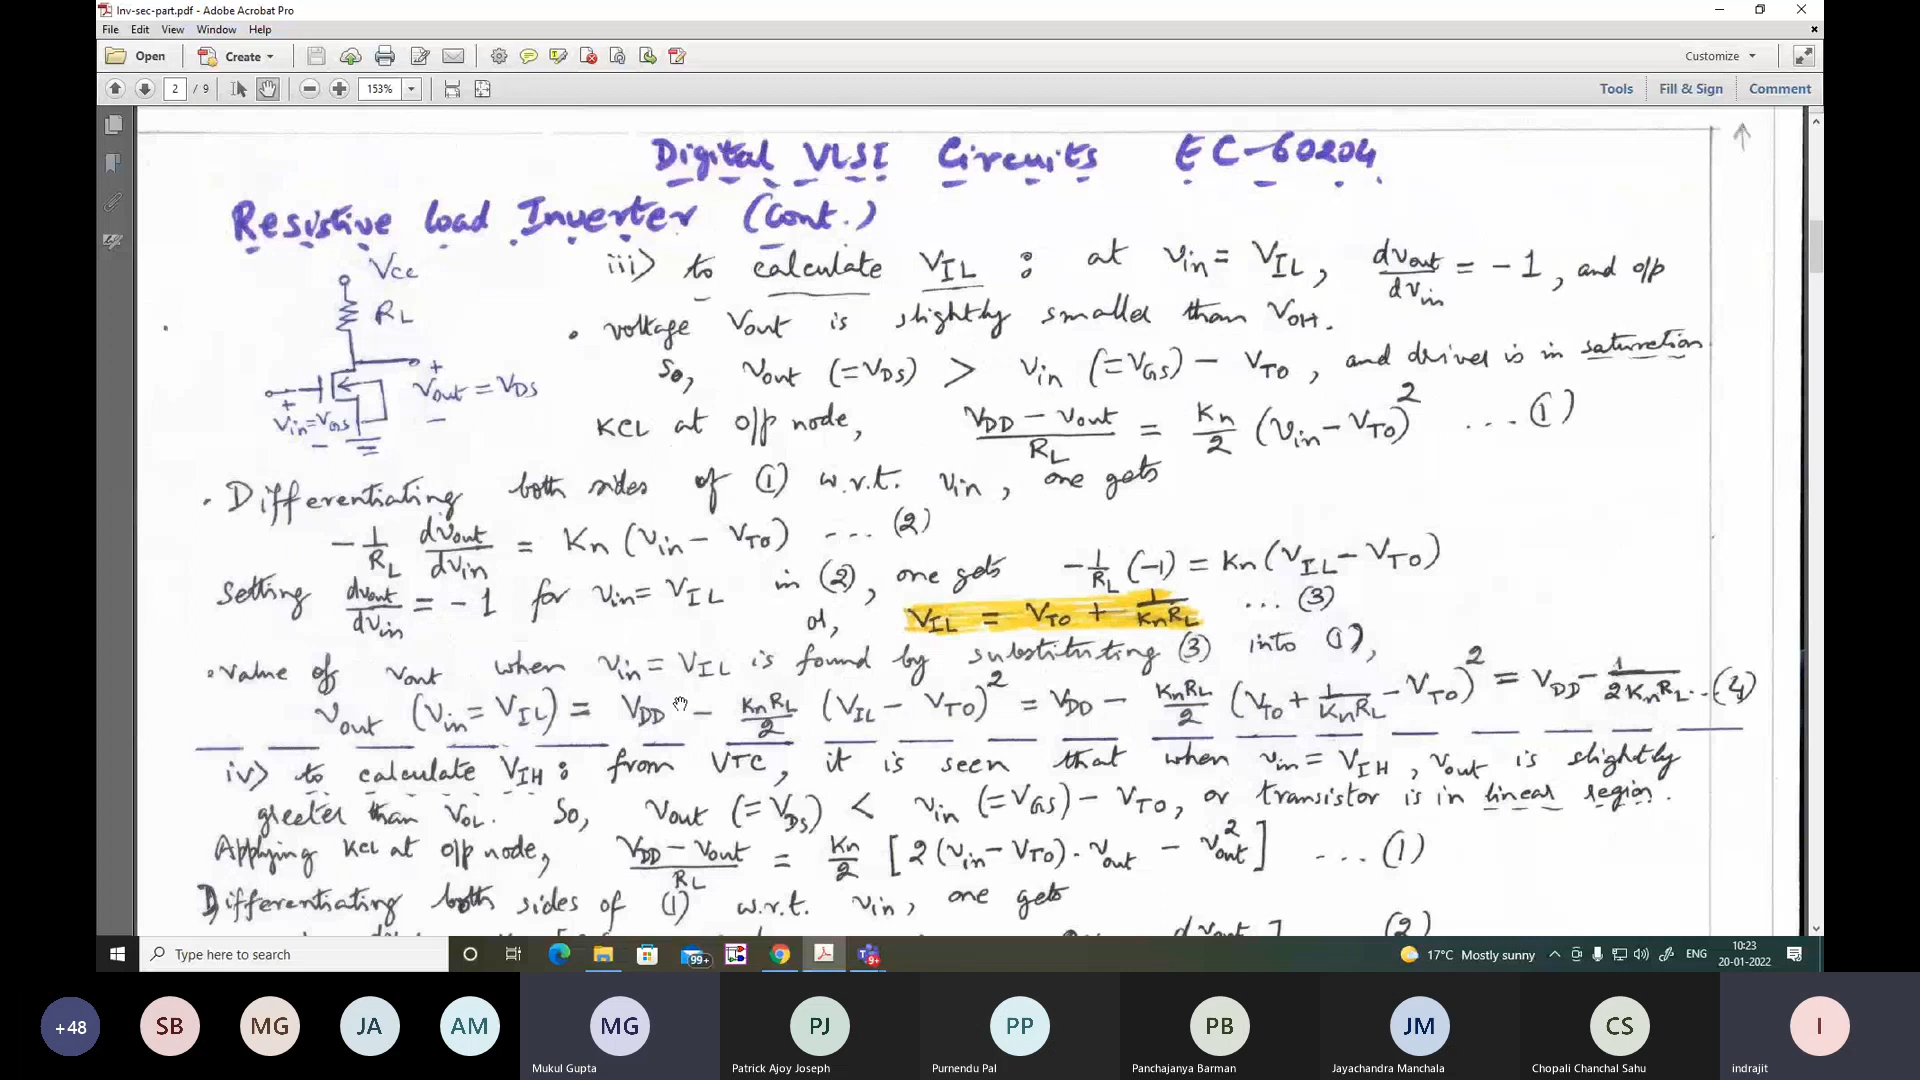 Inv-sec-part.pdf - Adobe Acrobat Pro
File Edit View Window Help
Open Create Customize
2 / 9 153% Tools Fill & Sign Comment
Digital VLSI Circuits EC-60204
Resistive load Inverter (Cont.)
Vcc
RL
+
Vout = VDS
−
+
Vin=VGS
−
iii> to calculate VIL : at Vin = VIL, dVout/dVin = -1, and o/p
• voltage Vout is slightly smaller than VOH.
So, Vout (=VDS) > Vin (=VGS) - VTO, and driver is in saturation
KCL at o/p node, (VDD - Vout)/RL = Kn/2 (Vin - VTO)^2 ... (1)
• Differentiating both sides of (1) w.r.t. Vin, one gets
-1/RL dVout/dVin = Kn (Vin - VTO) ... (2)
Setting dVout/dVin = -1 for Vin = VIL in (2), one gets -1/RL (-1) = Kn (VIL - VTO)
or, VIL = VTO + 1/KnRL ... (3)
• value of Vout when Vin = VIL is found by substituting (3) into (1),
Vout (Vin = VIL) = VDD - KnRL/2 (VIL - VTO)^2 = VDD - KnRL/2 (VTO + 1/KnRL - VTO)^2 = VDD - 1/2KnRL ..(4)
iv> to calculate VIH : from VTC, it is seen that when Vin = VIH, Vout is slightly
greater than VOL. So, Vout (=VDS) < Vin (=VGS) - VTO, or transistor is in linear region.
Applying KCL at o/p node, (VDD - Vout)/RL = Kn/2 [2 (Vin - VTO) . Vout - Vout^2] ... (1)
Differentiating both sides of (1) w.r.t. Vin, one gets
dVout ] (2)
Type here to search 99+ 9+ 17°C Mostly sunny ENG 10:23
20-01-2022
+48 SB MG JA AM MG PJ PP PB JM CS I
Mukul Gupta Patrick Ajoy Joseph Purnendu Pal Panchajanya Barman Jayachandra Manchala Chopali Chanchal Sahu indrajit